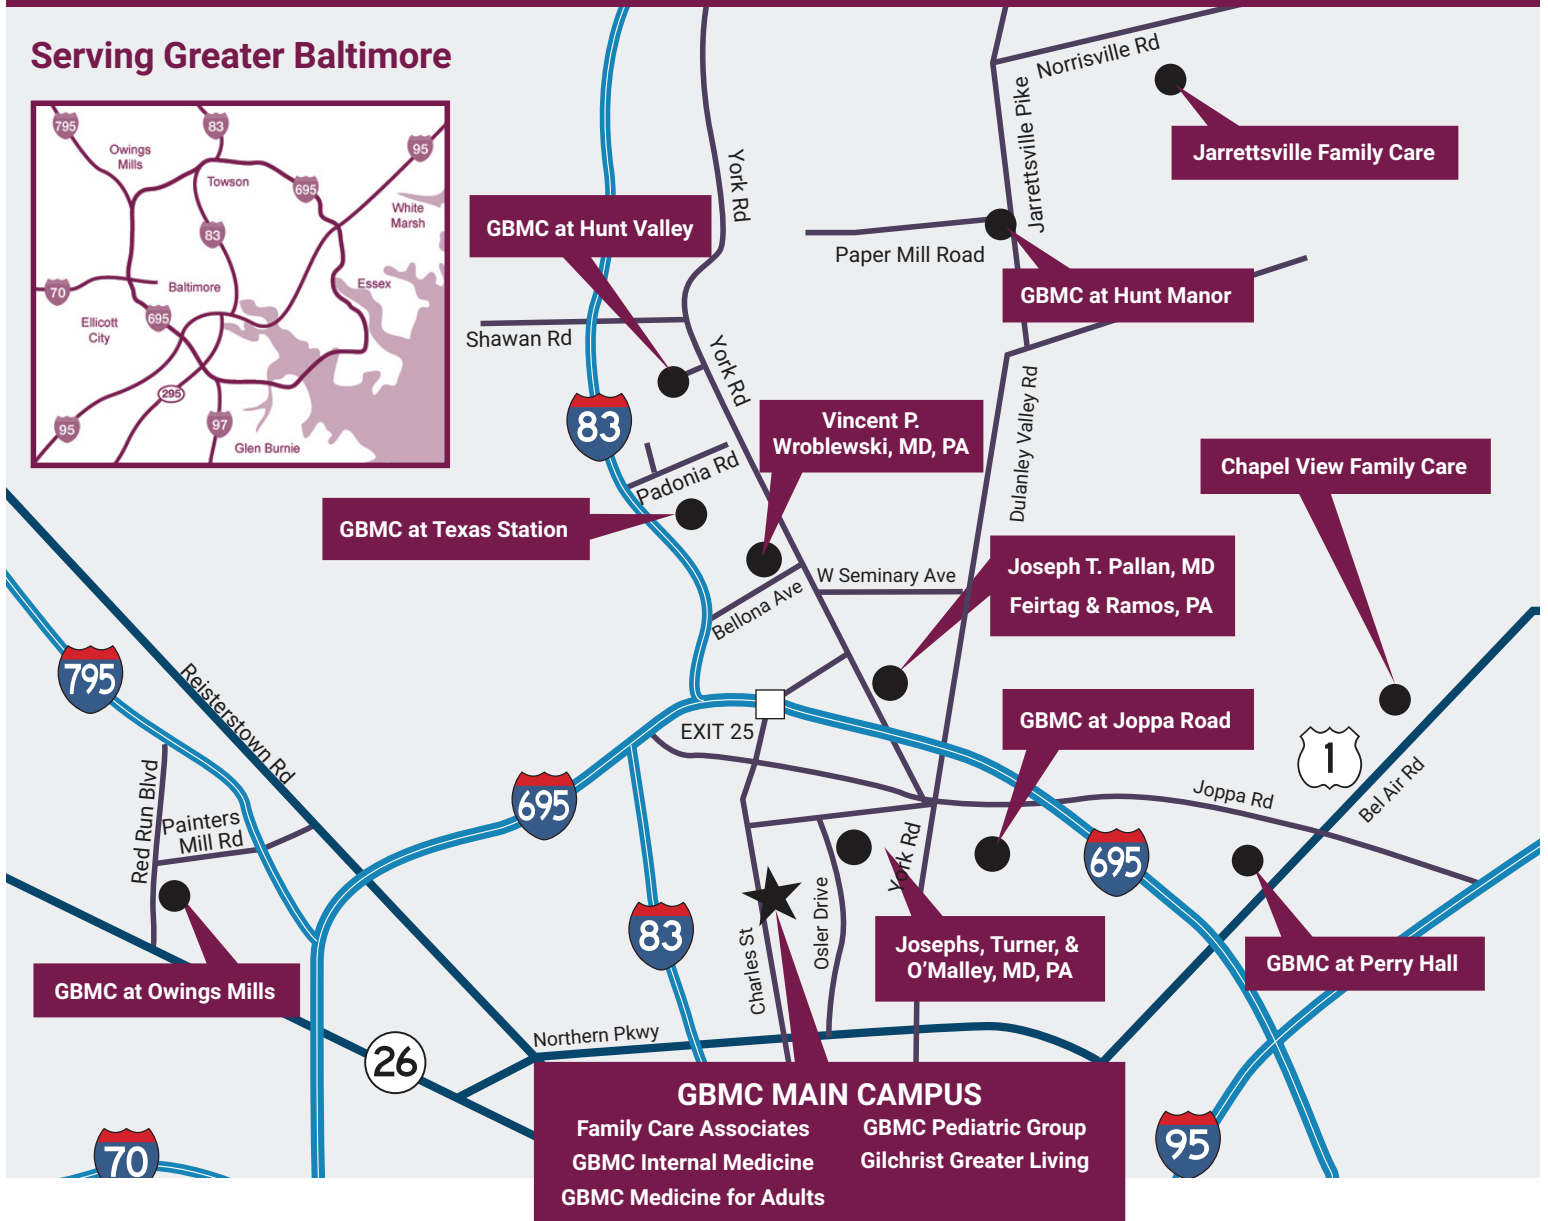 Serving Greater Baltimore
795
83
95
Owings
Mills
Towson
695
White
Marsh
83
70
Baltimore
Essex
695
Ellicott
City
295
95
97
Glen Burnie
Norrisville Rd
Jarrettsville Pike
Jarrettsville Family Care
York Rd
GBMC at Hunt Valley
Paper Mill Road
GBMC at Hunt Manor
Shawan Rd
York Rd
83
Dulanley Valley Rd
Vincent P.
Wroblewski, MD, PA
Padonia Rd
Chapel View Family Care
GBMC at Texas Station
W Seminary Ave
Joseph T. Pallan, MD
Feirtag & Ramos, PA
Bellona Ave
795
Reisterstown Rd
EXIT 25
GBMC at Joppa Road
1
Bel Air Rd
Joppa Rd
Red Run Blvd
Painters
Mill Rd
695
695
York Rd
83
Charles St
Osler Drive
Josephs, Turner, &
O'Malley, MD, PA
GBMC at Perry Hall
GBMC at Owings Mills
Northern Pkwy
26
70
95
GBMC MAIN CAMPUS
Family Care Associates
GBMC Internal Medicine
GBMC Medicine for Adults
GBMC Pediatric Group
Gilchrist Greater Living